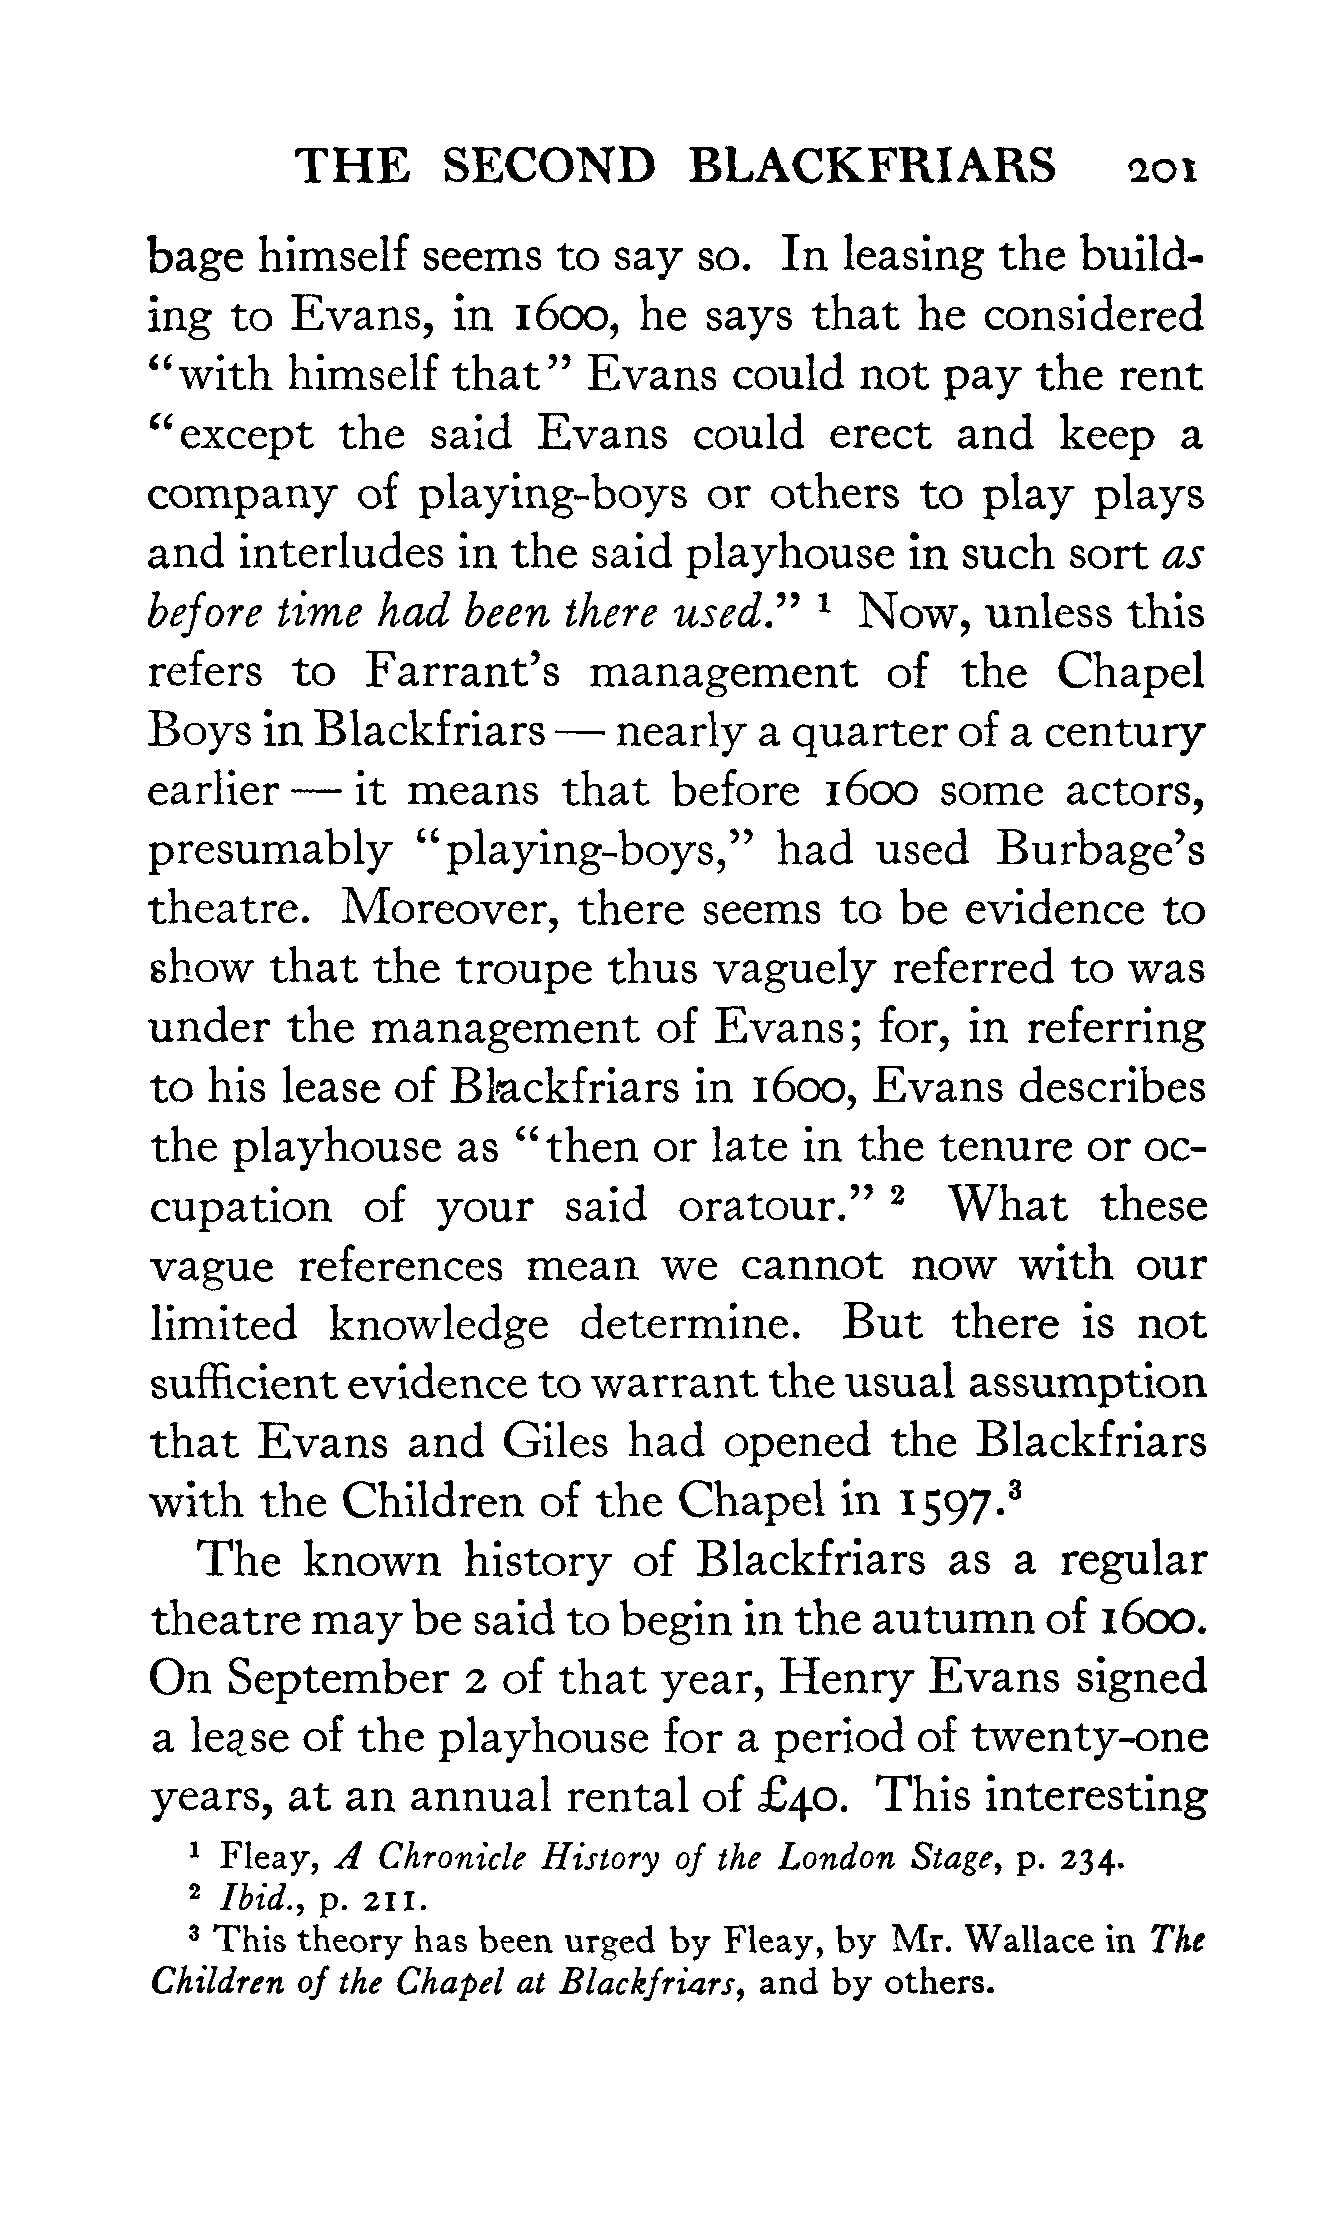 THE SECOND BLACKFRIARS 201
bage himself seems to say so. In leasing the build-
ing to Evans, in 1600, he says that he considered
“with himself that” Evans could not pay the rent
“except the said Evans could erect and keep a
company of playing-boys or others to play plays
and interludes in the said playhouse in such sort as
before time had been there used.” ¹ Now, unless this
refers to Farrant’s management of the Chapel
Boys in Blackfriars — nearly a quarter of a century
earlier — it means that before 1600 some actors,
presumably “playing-boys,” had used Burbage’s
theatre. Moreover, there seems to be evidence to
show that the troupe thus vaguely referred to was
under the management of Evans; for, in referring
to his lease of Blackfriars in 1600, Evans describes
the playhouse as “then or late in the tenure or oc-
cupation of your said oratour.” ² What these
vague references mean we cannot now with our
limited knowledge determine. But there is not
sufficient evidence to warrant the usual assumption
that Evans and Giles had opened the Blackfriars
with the Children of the Chapel in 1597.³
The known history of Blackfriars as a regular
theatre may be said to begin in the autumn of 1600.
On September 2 of that year, Henry Evans signed
a lease of the playhouse for a period of twenty-one
years, at an annual rental of £40. This interesting
¹ Fleay, A Chronicle History of the London Stage, p. 234.
² Ibid., p. 211.
³ This theory has been urged by Fleay, by Mr. Wallace in The
Children of the Chapel at Blackfriars, and by others.